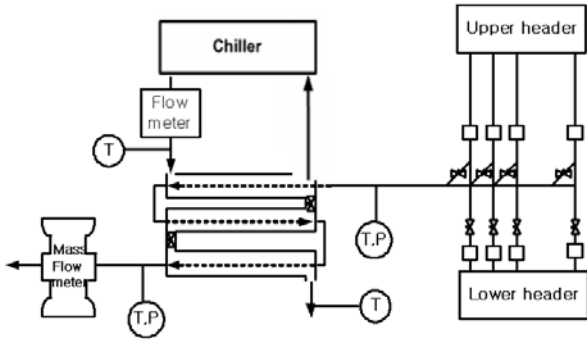 Upper header
Chiller
Flow
meter
T
T,P
Mass
Flow
meter
T,P
T
Lower header